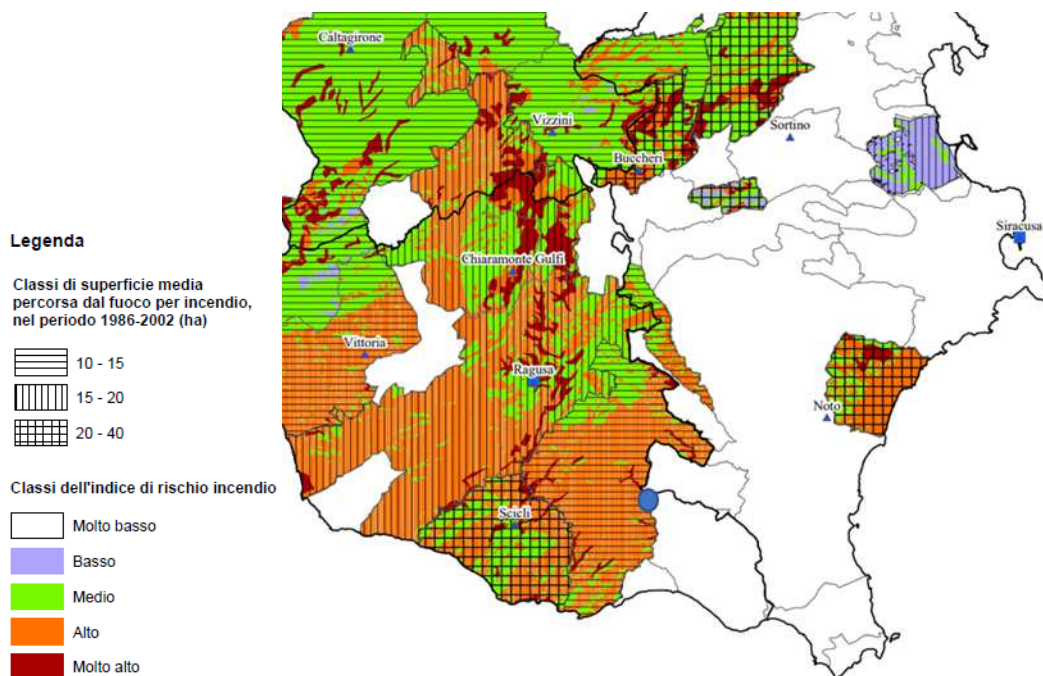 Legenda
Classi di superficie media
percorsa dal fuoco per incendio,
nel periodo 1986-2002 (ha)
10 - 15
15 - 20
20 - 40
Classi dell'indice di rischio incendio
Molto basso
Basso
Medio
Alto
Molto alto
Caltagirone
Vizzini
Sortino
Buccheri
Siracusa
Chiaramonte Gulfi
Vittoria
Ragusa
Noto
Scicli